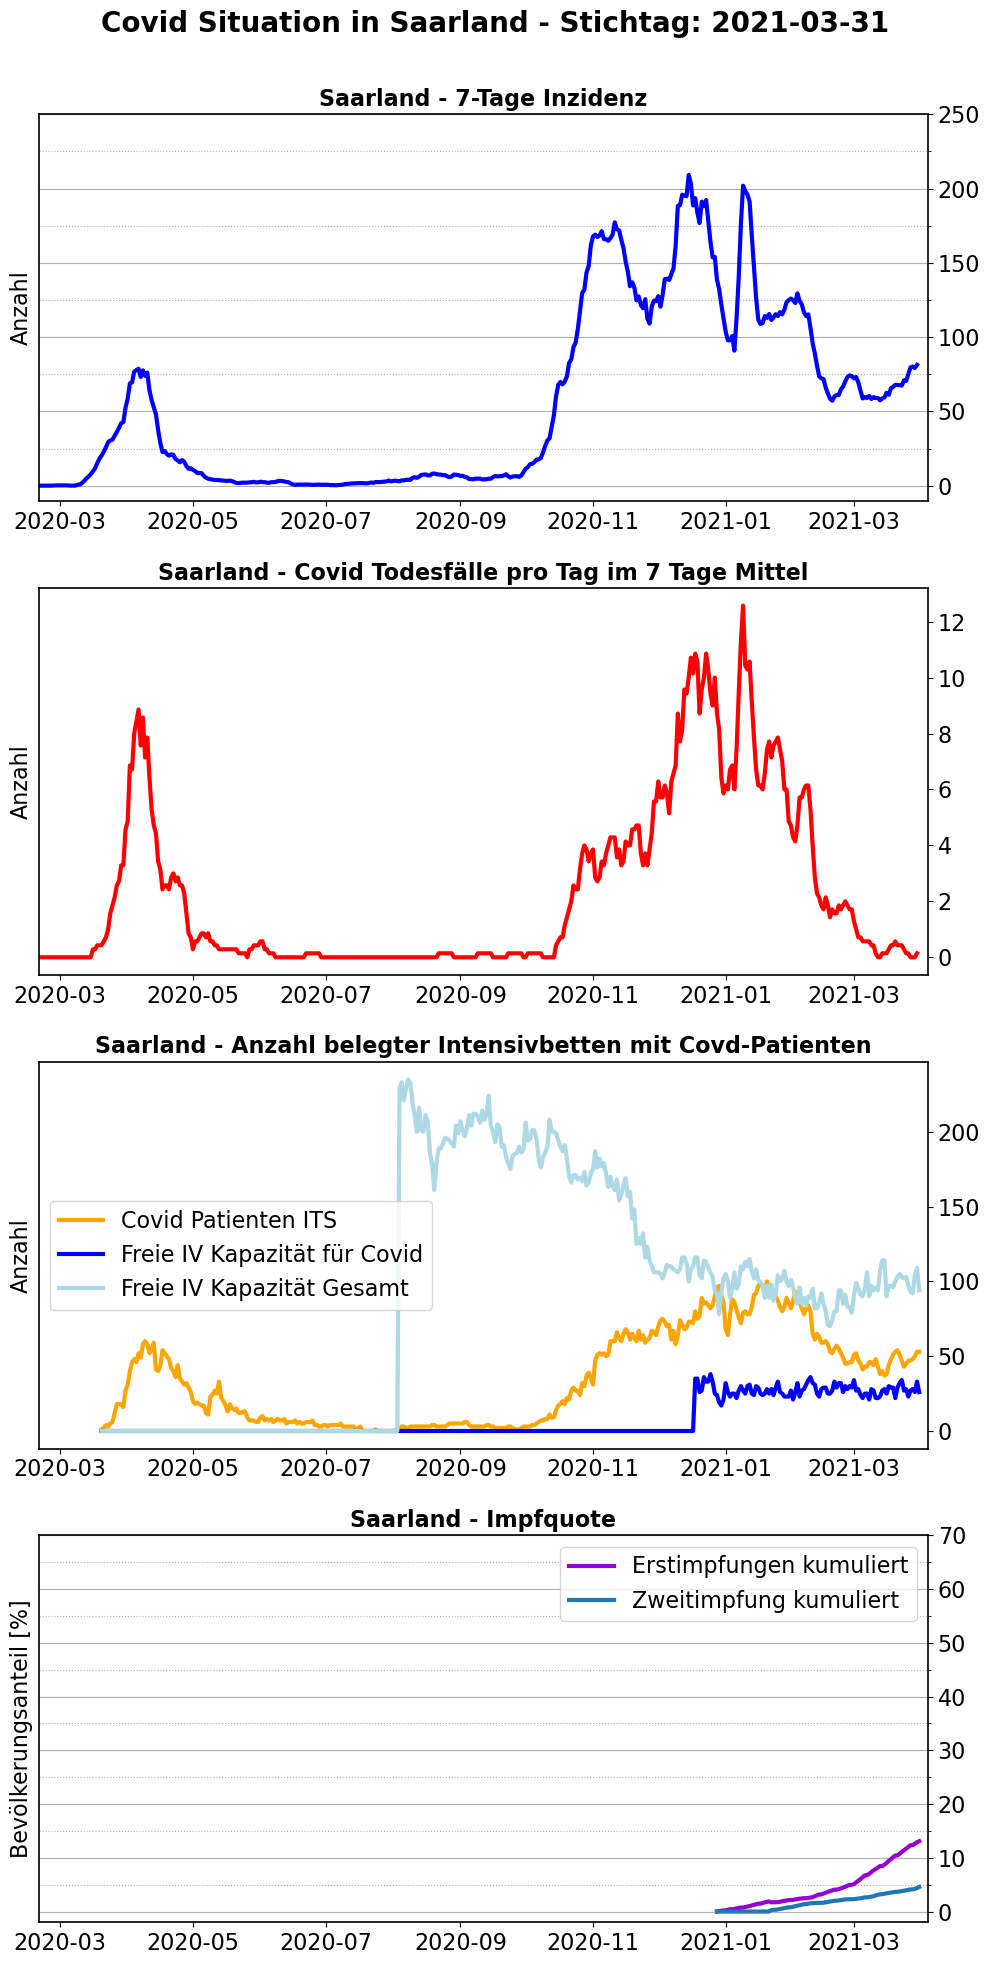 Covid Situation in Saarland - Stichtag: 2021-03-31
Saarland - 7-Tage Inzidenz
Anzahl
250
200
150
100
50
0
2020-03 2020-05 2020-07 2020-09 2020-11 2021-01 2021-03
Saarland - Covid Todesfälle pro Tag im 7 Tage Mittel
Anzahl
12
10
8
6
4
2
0
2020-03 2020-05 2020-07 2020-09 2020-11 2021-01 2021-03
Saarland - Anzahl belegter Intensivbetten mit Covd-Patienten
Anzahl
Covid Patienten ITS
Freie IV Kapazität für Covid
Freie IV Kapazität Gesamt
200
150
100
50
0
2020-03 2020-05 2020-07 2020-09 2020-11 2021-01 2021-03
Saarland - Impfquote
Bevölkerungsanteil [%]
Erstimpfungen kumuliert
Zweitimpfung kumuliert
70
60
50
40
30
20
10
0
2020-03 2020-05 2020-07 2020-09 2020-11 2021-01 2021-03